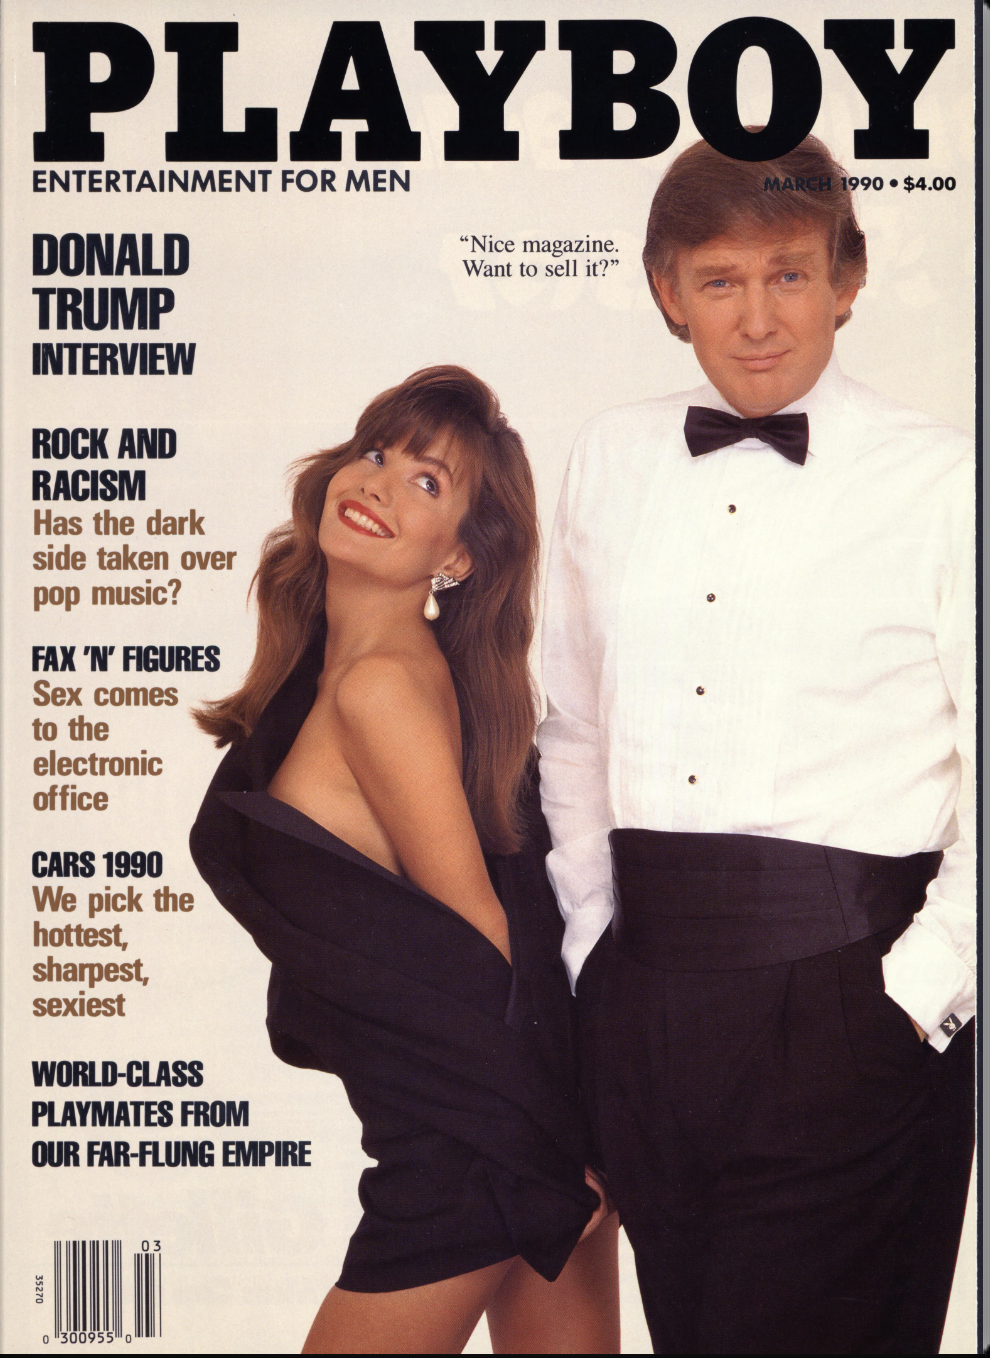 PLAYBOY
ENTERTAINMENT FOR MEN
MARCH 1990 • $4.00
“Nice magazine.
Want to sell it?”
DONALD
TRUMP
INTERVIEW
ROCK AND
RACISM
Has the dark
side taken over
pop music?
FAX 'N' FIGURES
Sex comes
to the
electronic
office
CARS 1990
We pick the
hottest,
sharpest,
sexiest
WORLD-CLASS
PLAYMATES FROM
OUR FAR-FLUNG EMPIRE
03
35270
0 300955 0